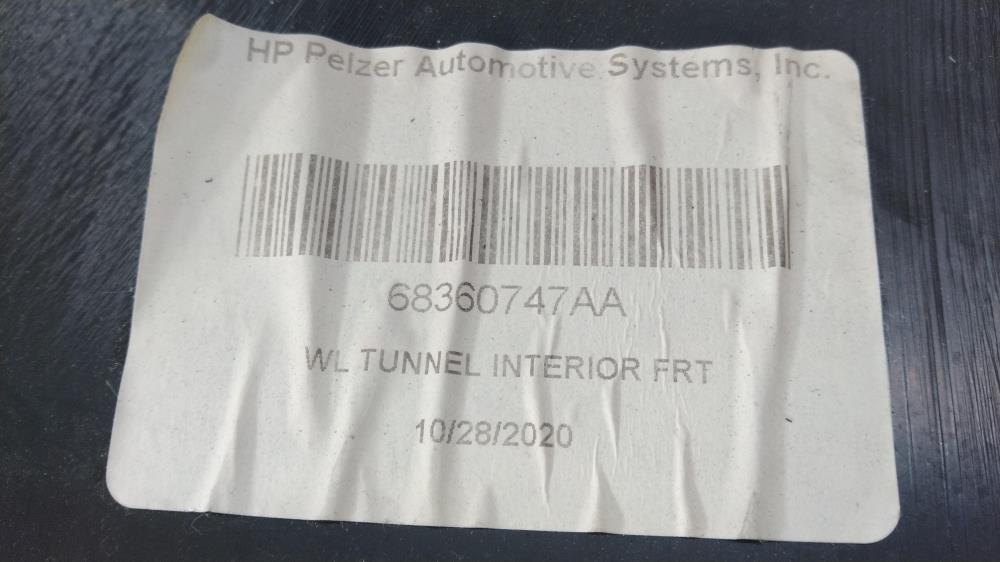 HP Pelzer Automotive Systems, Inc.
68360747AA
WL TUNNEL INTERIOR FRT
10/28/2020